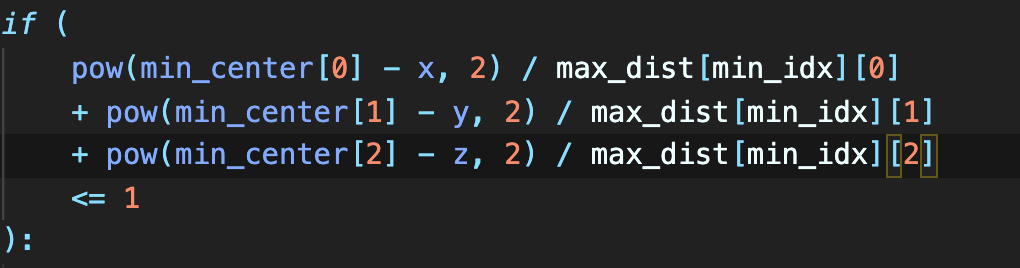 if (
    pow(min_center[0] - x, 2) / max_dist[min_idx][0]
    + pow(min_center[1] - y, 2) / max_dist[min_idx][1]
    + pow(min_center[2] - z, 2) / max_dist[min_idx][2]
    <= 1
):